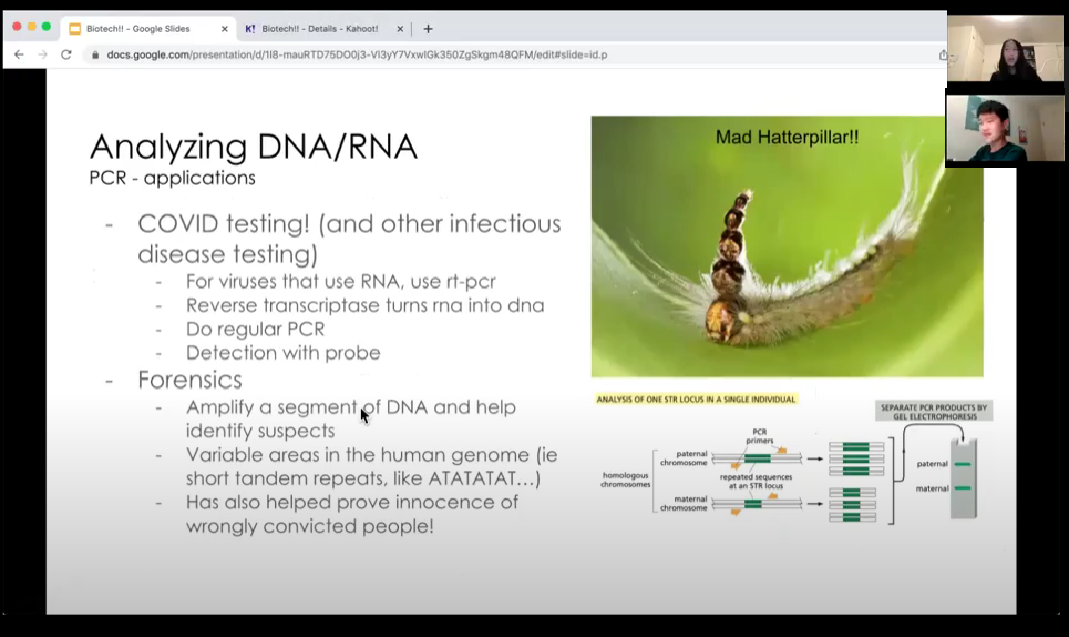 Biotech!! - Google Slides
Biotech!! - Details - Kahoot!
docs.google.com/presentation/d/1I8-mauRTD75DO0j3-VI3yY7VxwIGk350ZgSkgm48QFM/edit#slide=id.p
Analyzing DNA/RNA
PCR - applications
- COVID testing! (and other infectious
disease testing)
- For viruses that use RNA, use rt-pcr
- Reverse transcriptase turns rna into dna
- Do regular PCR
- Detection with probe
- Forensics
- Amplify a segment of DNA and help
identify suspects
- Variable areas in the human genome (ie
short tandem repeats, like ATATATAT...)
- Has also helped prove innocence of
wrongly convicted people!
Mad Hatterpillar!!
ANALYSIS OF ONE STR LOCUS IN A SINGLE INDIVIDUAL
SEPARATE PCR PRODUCTS BY
GEL ELECTROPHORESIS
PCR
primers
paternal
chromosome
homologous
chromosomes
repeated sequences
at an STR locus
maternal
chromosome
paternal
maternal